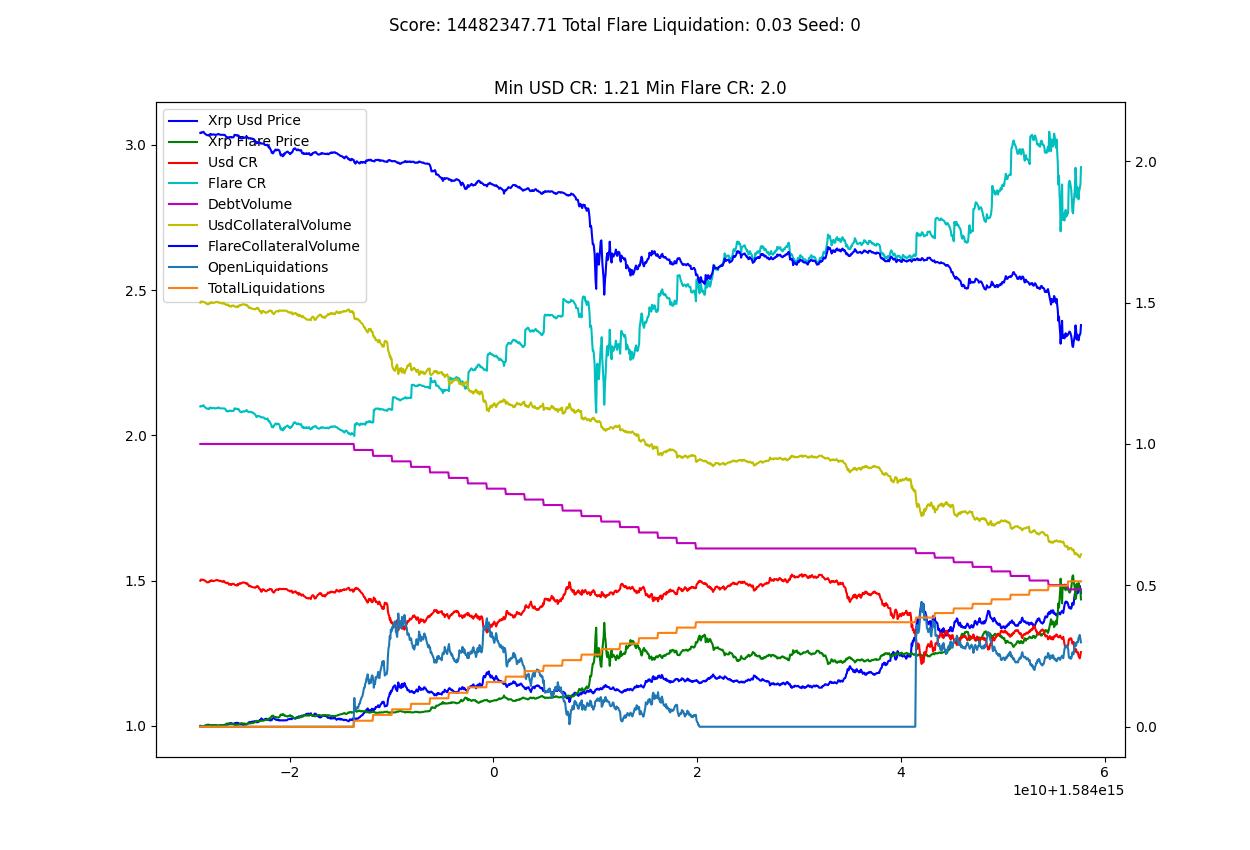 Score: 14482347.71 Total Flare Liquidation: 0.03 Seed: 0
Min USD CR: 1.21 Min Flare CR: 2.0
Xrp Usd Price
Xrp Flare Price
Usd CR
Flare CR
DebtVolume
UsdCollateralVolume
FlareCollateralVolume
OpenLiquidations
TotalLiquidations
3.0
2.5
2.0
1.5
1.0
2.0
1.5
1.0
0.5
0.0
−2
0
2
4
6
1e10+1.584e15